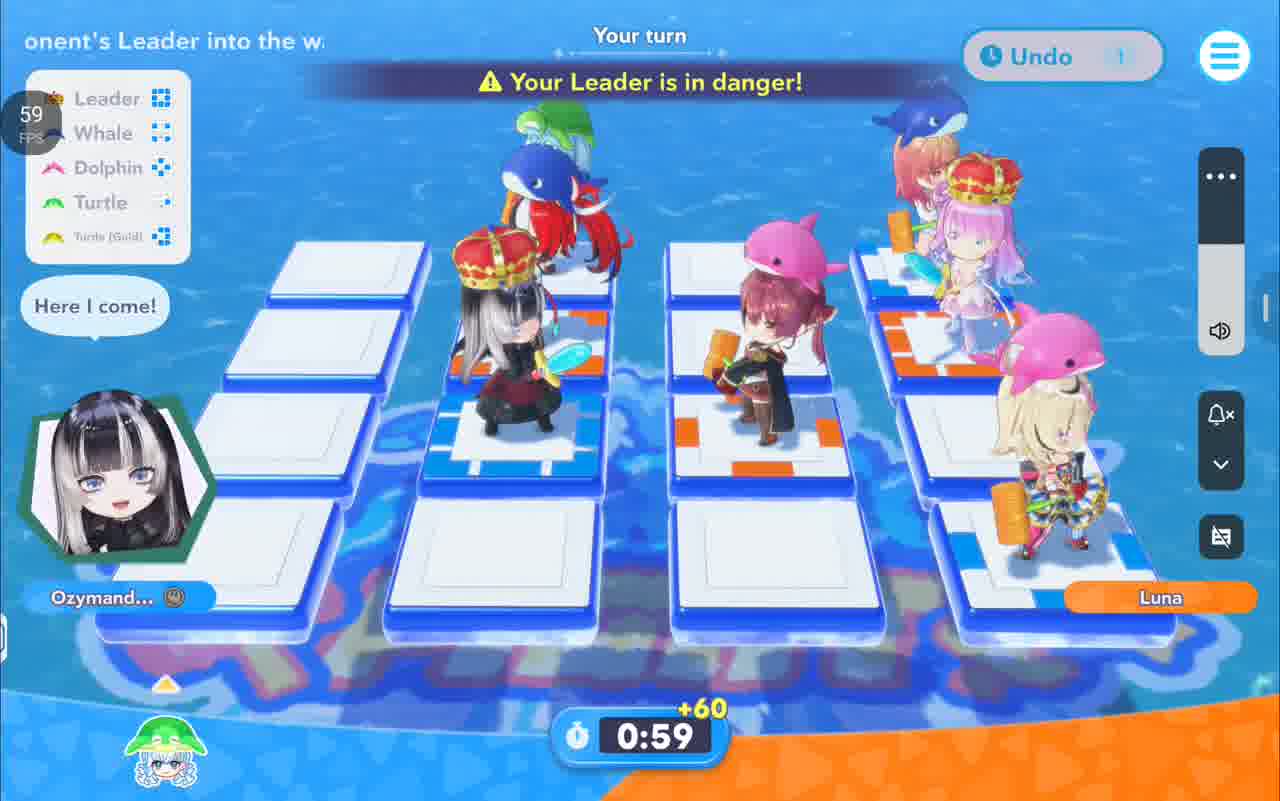 onent's Leader into the w
Your turn
Undo 1
Your Leader is in danger!
59
FPS
Leader
Whale
Dolphin
Turtle
Turtle (Gold)
Here I come!
Ozymand...
Luna
+60
0:59